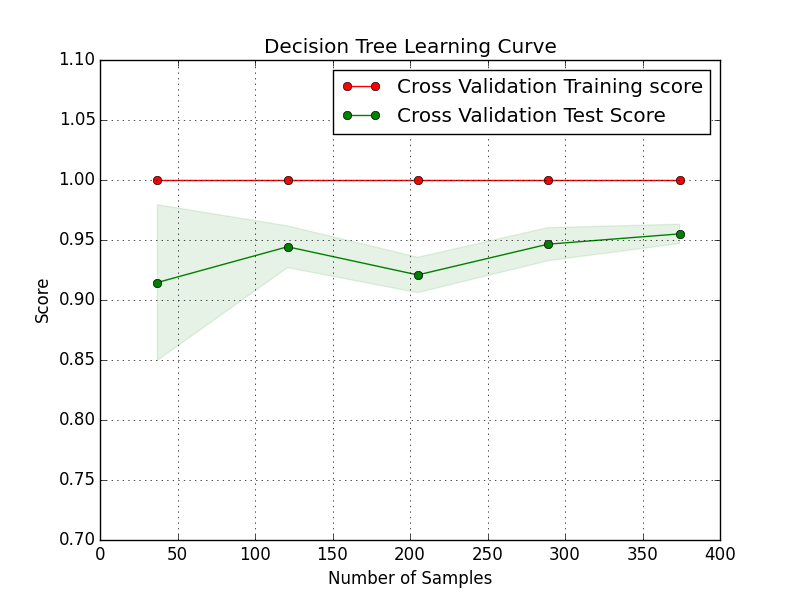 Decision Tree Learning Curve
Cross Validation Training score
Cross Validation Test Score
1.10
1.05
1.00
0.95
0.90
0.85
0.80
0.75
0.70
Score
0 50 100 150 200 250 300 350 400
Number of Samples